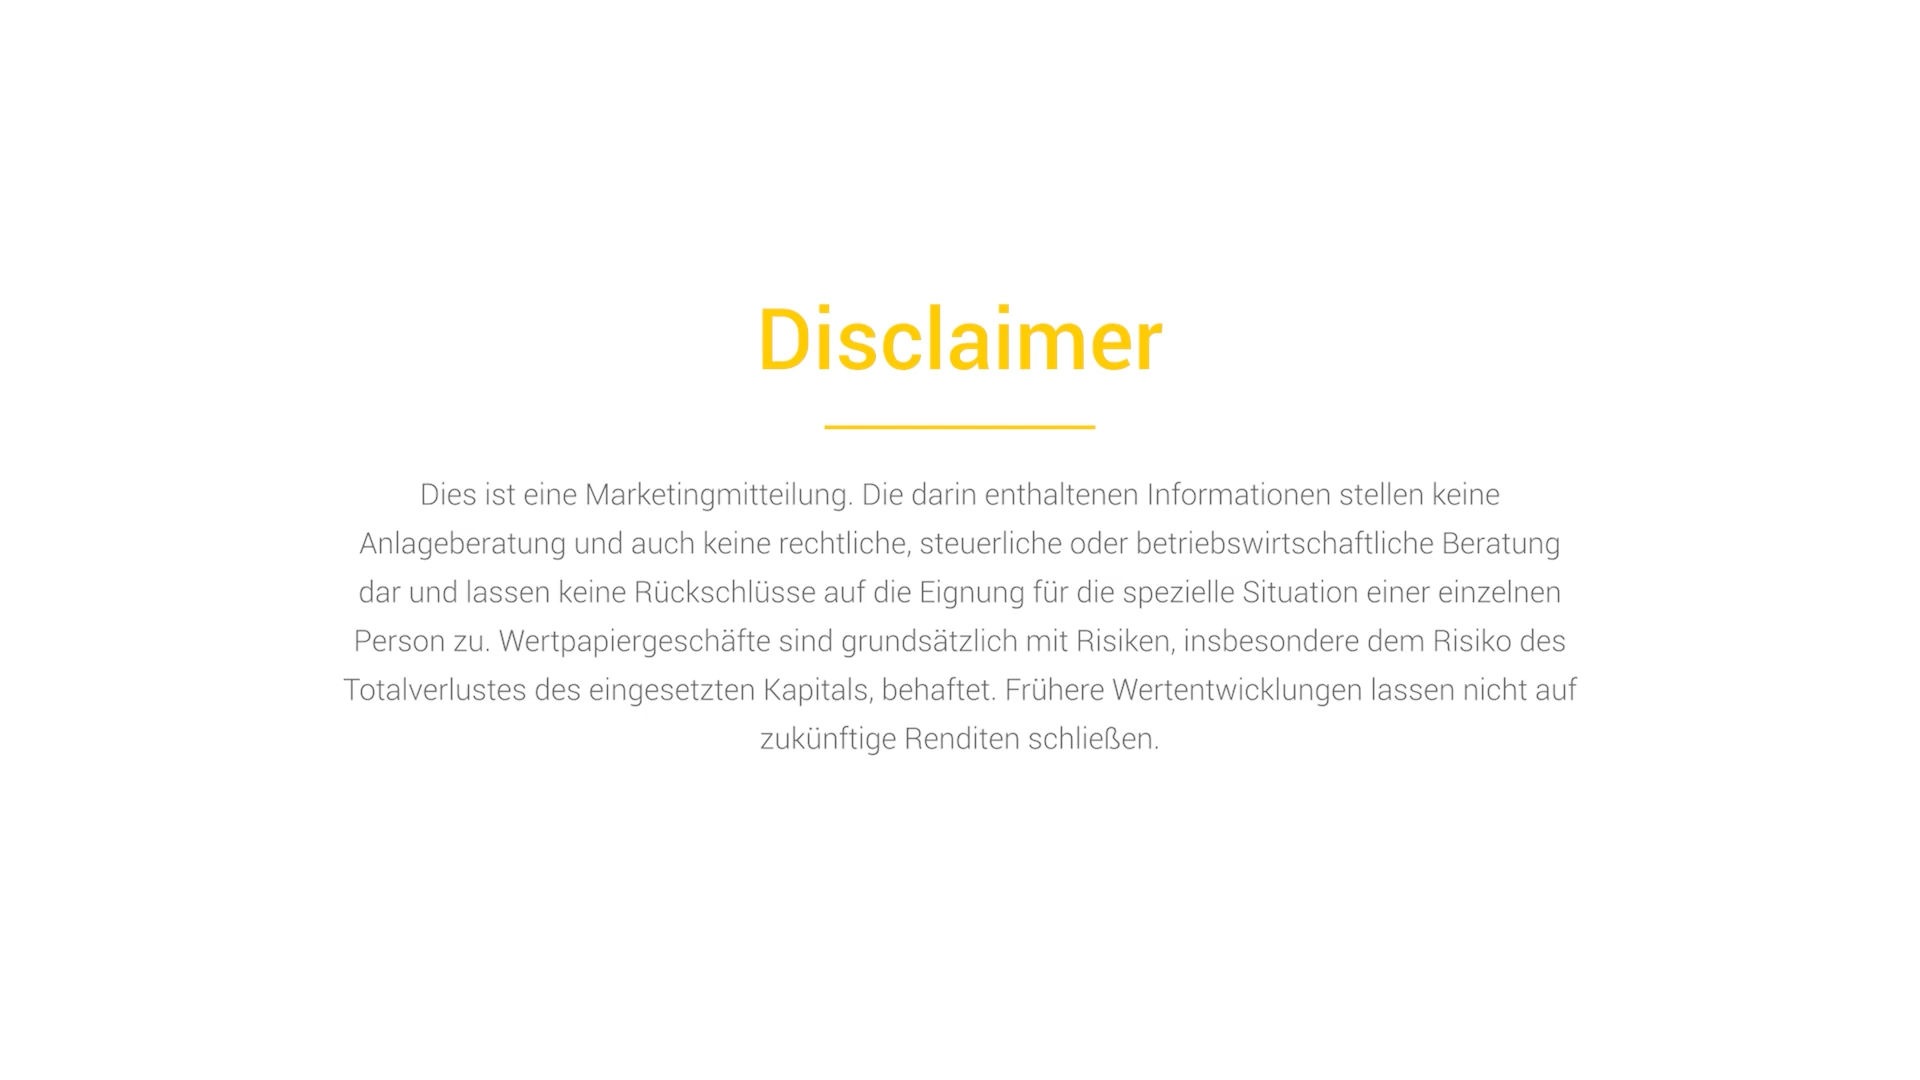 Disclaimer
Dies ist eine Marketingmitteilung. Die darin enthaltenen Informationen stellen keine
Anlageberatung und auch keine rechtliche, steuerliche oder betriebswirtschaftliche Beratung
dar und lassen keine Rückschlüsse auf die Eignung für die spezielle Situation einer einzelnen
Person zu. Wertpapiergeschäfte sind grundsätzlich mit Risiken, insbesondere dem Risiko des
Totalverlustes des eingesetzten Kapitals, behaftet. Frühere Wertentwicklungen lassen nicht auf
zukünftige Renditen schließen.